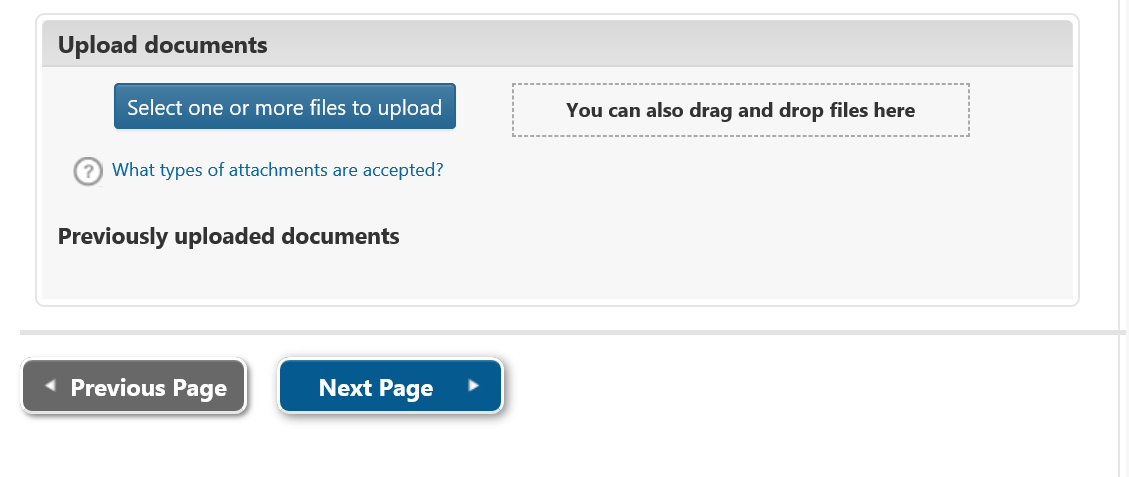 Upload documents
Select one or more files to upload
You can also drag and drop files here
? What types of attachments are accepted?
Previously uploaded documents
Previous Page
Next Page